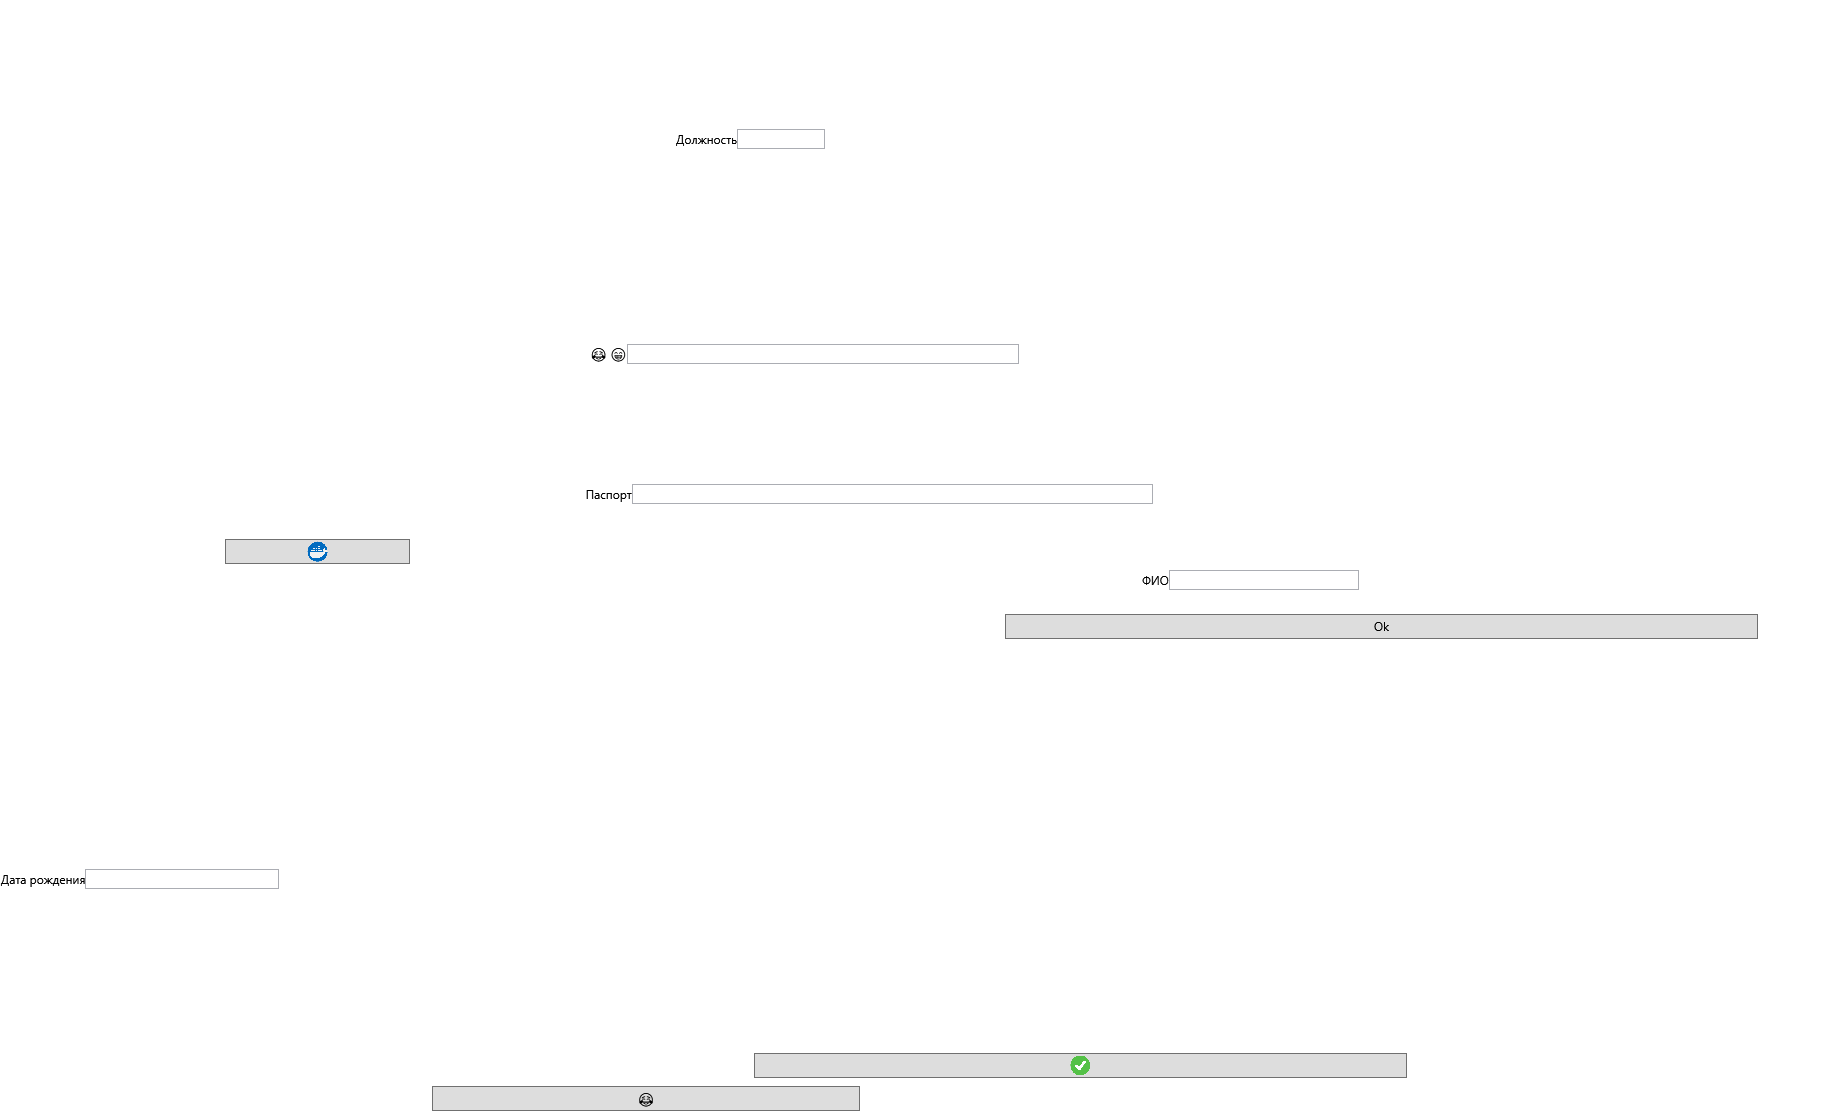 Должность
😂 😁
Паспорт
ФИО
Ok
Дата рождения
😂